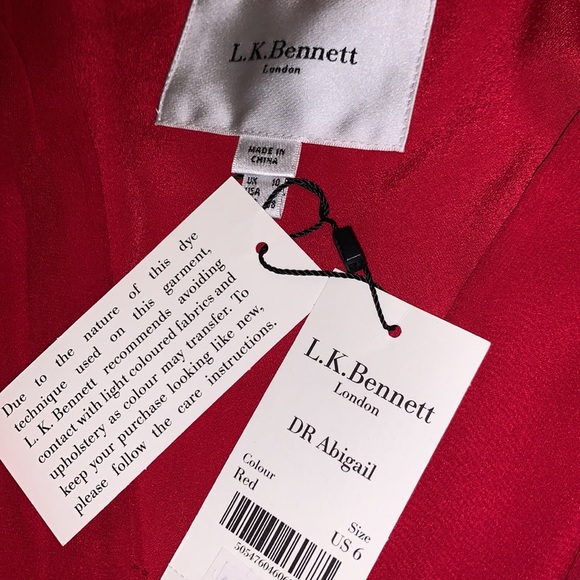 L.K.Bennett
London
MADE IN
CHINA
UK 10
USA
Due to the nature of this dye
technique used on this garment,
L. K. Bennett recommends avoiding
contact with light coloured fabrics and
upholstery as colour may transfer. To
keep your purchase looking like new,
please follow the care instructions.
L.K.Bennett
London
DR Abigail
Colour
Red
Size
US 6